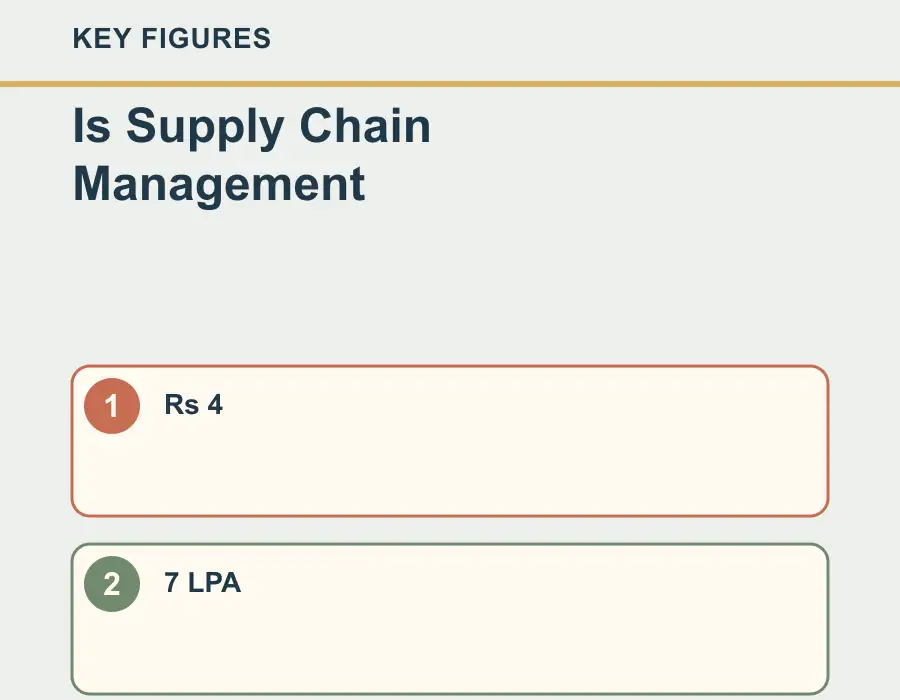 KEY FIGURES
Is Supply Chain
Management
1 Rs 4
2 7 LPA